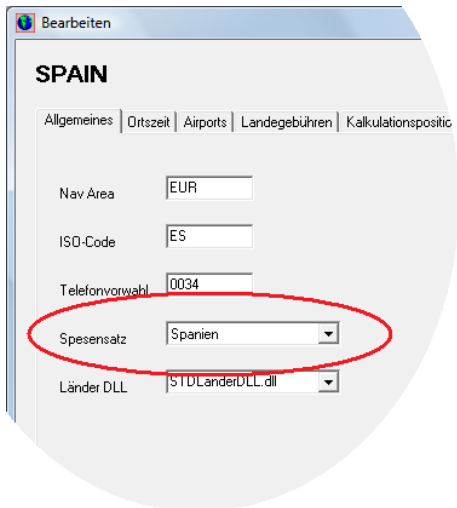 Bearbeiten
SPAIN
Allgemeines Ortszeit Airports Landegebühren
Nav Area EUR
ISO-Code ES
Telefonvorwahl 0034
Spesensatz Spanien
Länder DLL STDLanderDLL.dll